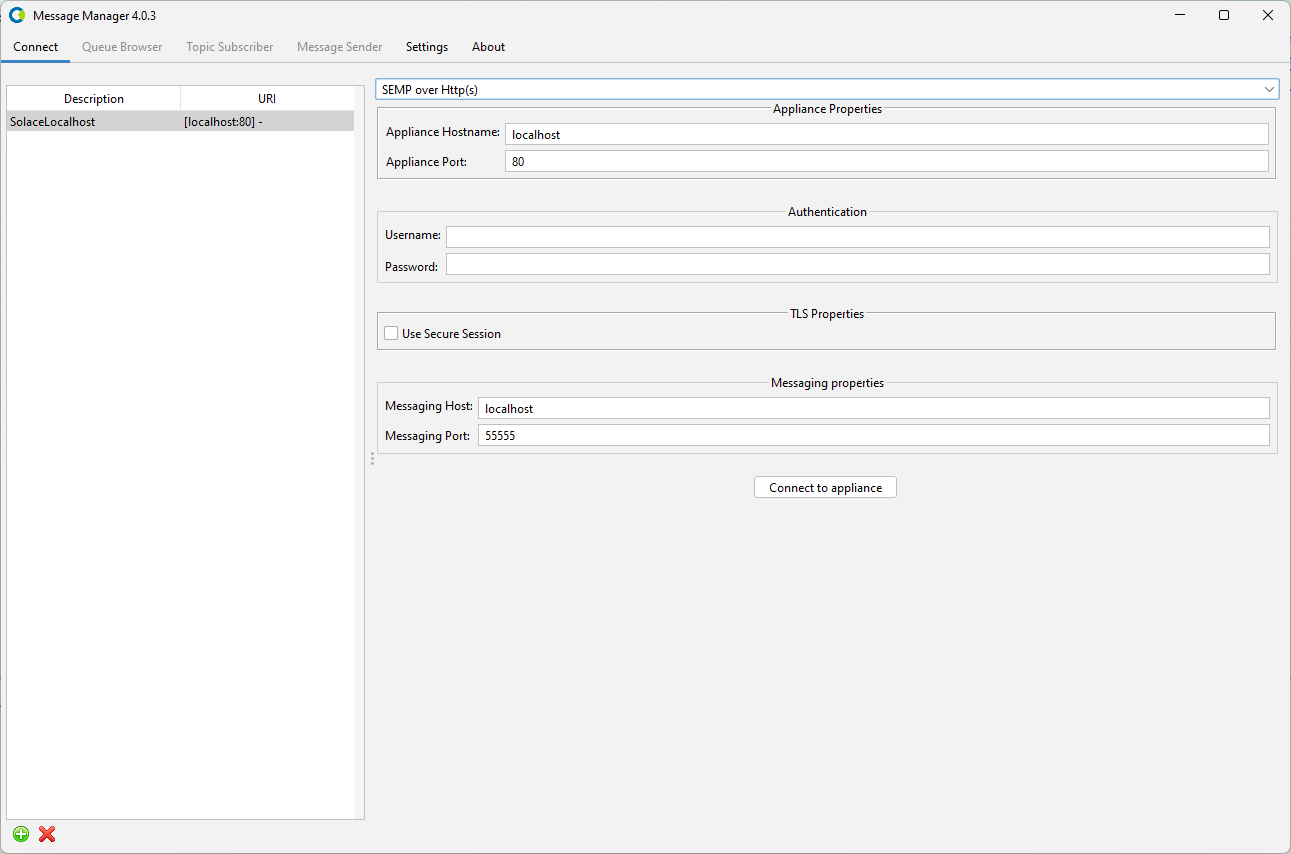 Message Manager 4.0.3
Connect Queue Browser Topic Subscriber Message Sender Settings About
Description URI
SolaceLocalhost [localhost:80] -
SEMP over Http(s)
Appliance Properties
Appliance Hostname: localhost
Appliance Port: 80
Authentication
Username:
Password:
TLS Properties
Use Secure Session
Messaging properties
Messaging Host: localhost
Messaging Port: 55555
Connect to appliance